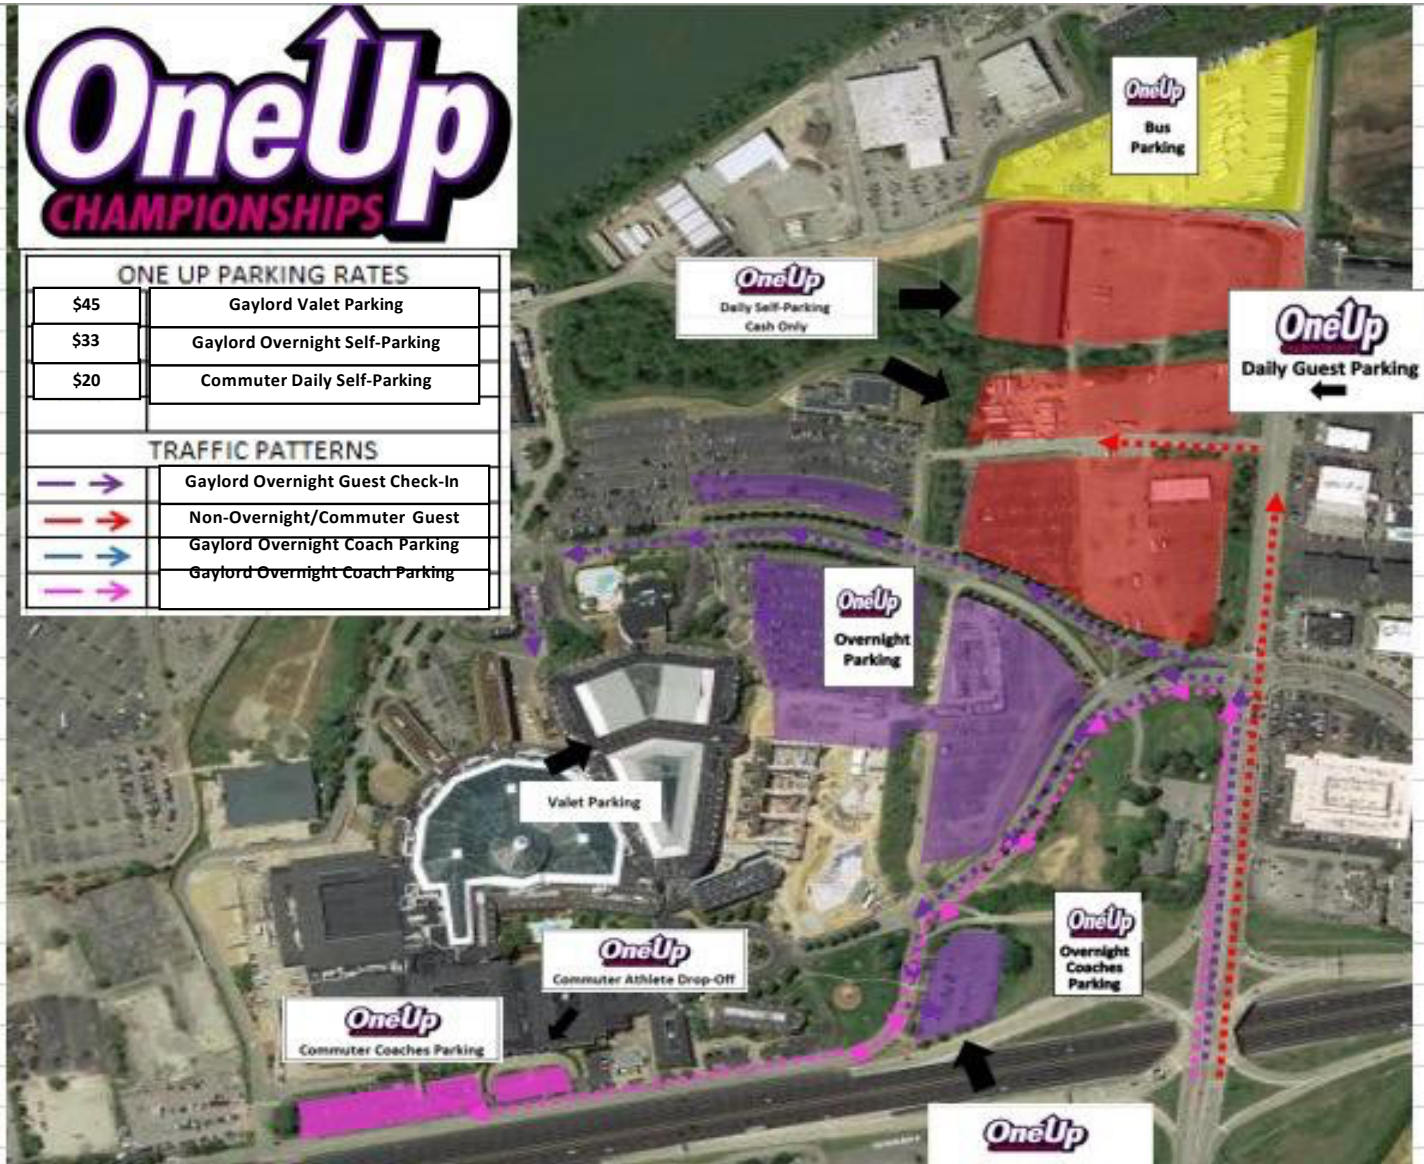 OneUp
CHAMPIONSHIPS
ONE UP PARKING RATES
$45 Gaylord Valet Parking
$33 Gaylord Overnight Self-Parking
$20 Commuter Daily Self-Parking
TRAFFIC PATTERNS
Gaylord Overnight Guest Check-In
Non-Overnight/Commuter Guest
Gaylord Overnight Coach Parking
Gaylord Overnight Coach Parking
OneUp
Bus
Parking
OneUp
Daily Self-Parking
Cash Only
OneUp
CHAMPIONSHIPS
Daily Guest Parking
OneUp
Overnight
Parking
Valet Parking
OneUp
Overnight
Coaches
Parking
OneUp
Commuter Athlete Drop-Off
OneUp
Commuter Coaches Parking
OneUp